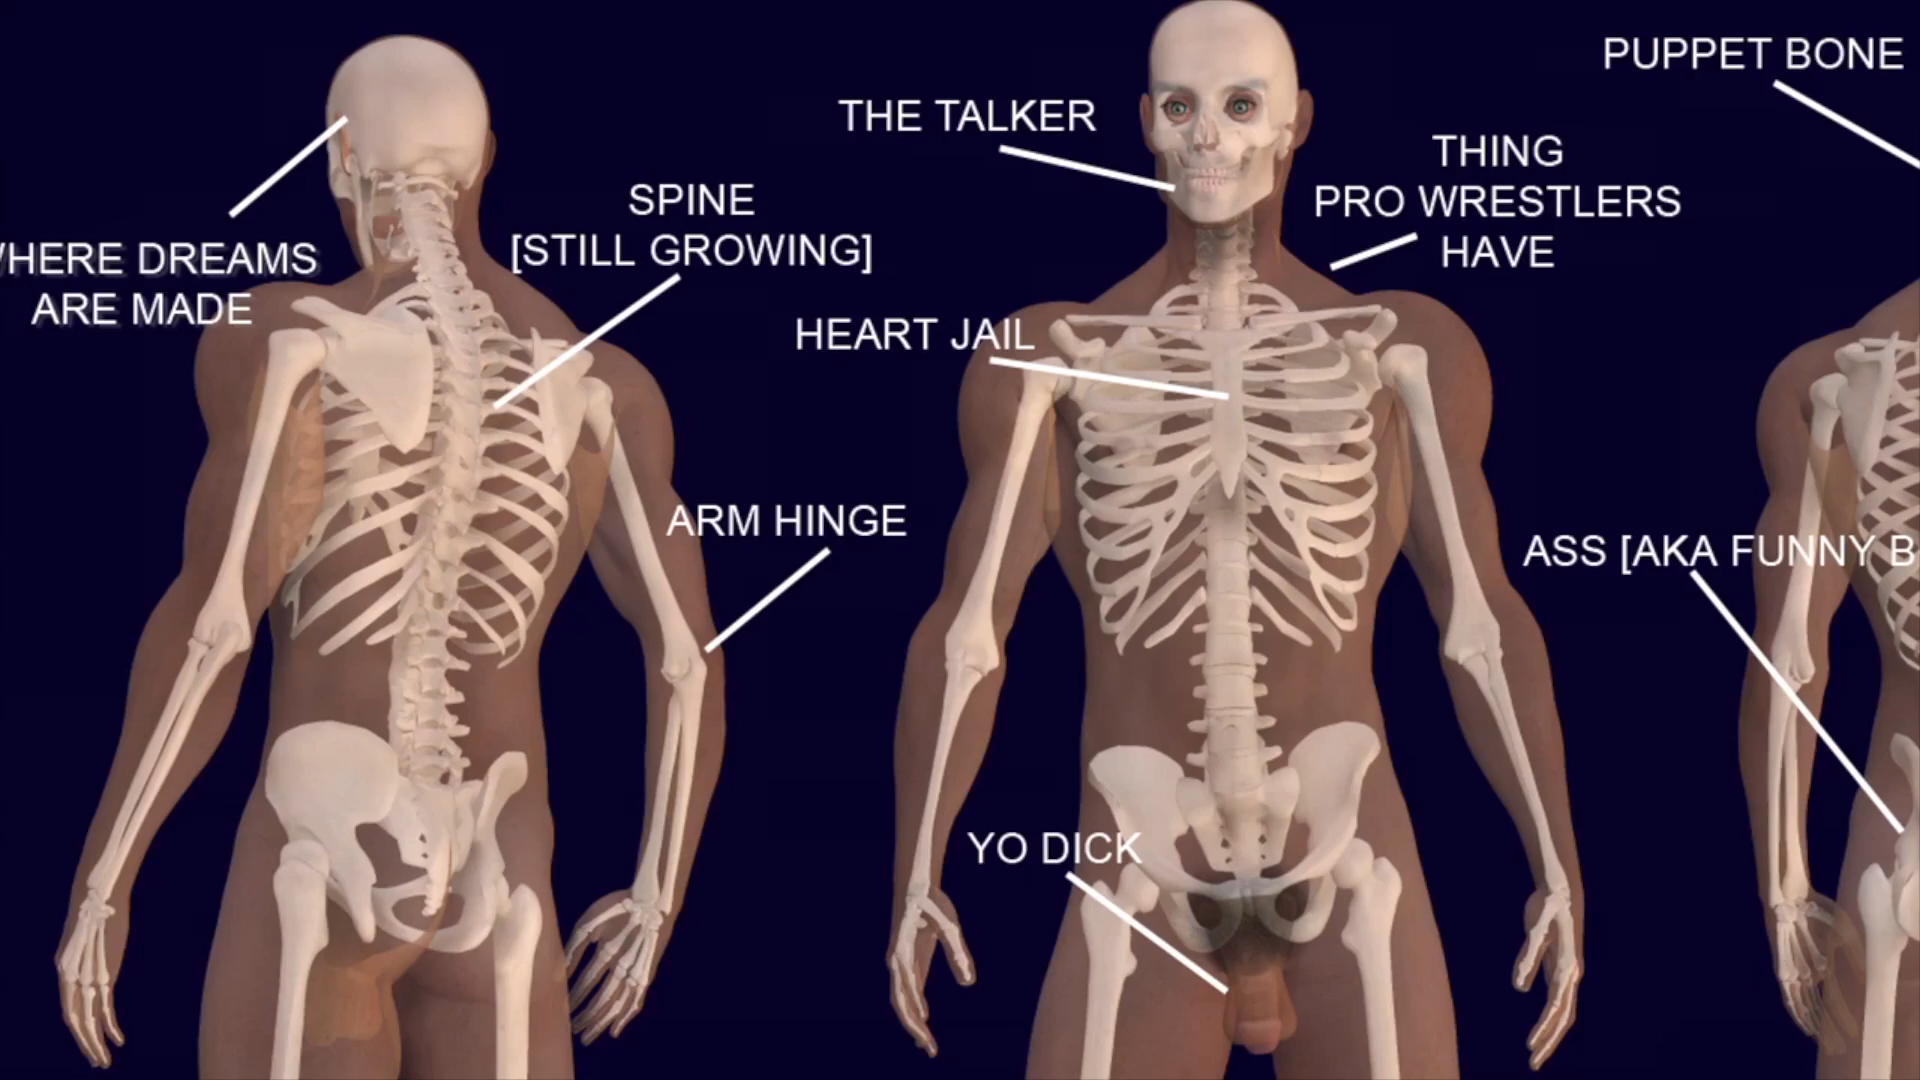 PUPPET BONE
THE TALKER
THING
PRO WRESTLERS
HAVE
SPINE
[STILL GROWING]
HERE DREAMS
ARE MADE
HEART JAIL
ARM HINGE
ASS [AKA FUNNY B
YO DICK